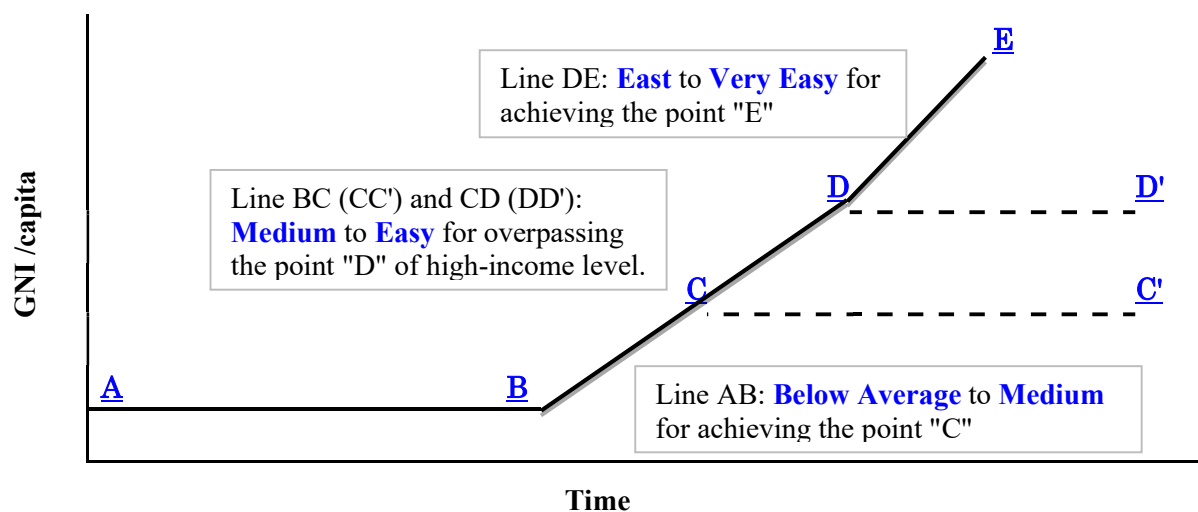 E
Line DE: East to Very Easy for
achieving the point "E"
Line BC (CC') and CD (DD'):
Medium to Easy for overpassing
the point "D" of high-income level.
D
D'
C
C'
A
B
Line AB: Below Average to Medium
for achieving the point "C"
GNI /capita
Time